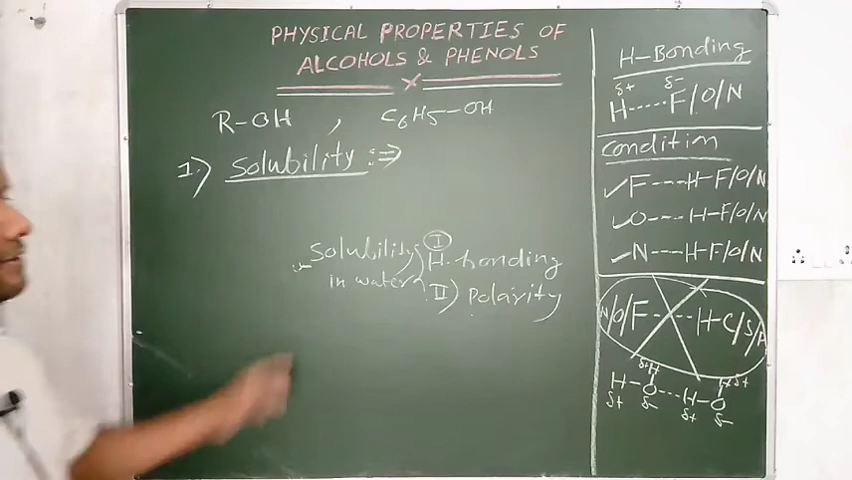 PHYSICAL PROPERTIES OF
ALCOHOLS & PHENOLS
R-OH , C6H5-OH
1.) Solubility :⇒
Solubility
in water
I
H-bonding
II) Polarity
H-Bonding
δ+ δ-
H.....F/O/N
Condition
✓F---H-F/O/N
✓O---H-F/O/N
✓N---H-F/O/N
N/O/F---H-C/S/P
δ+H H δ+
H-O---H-O
δ+ δ- δ+ δ-